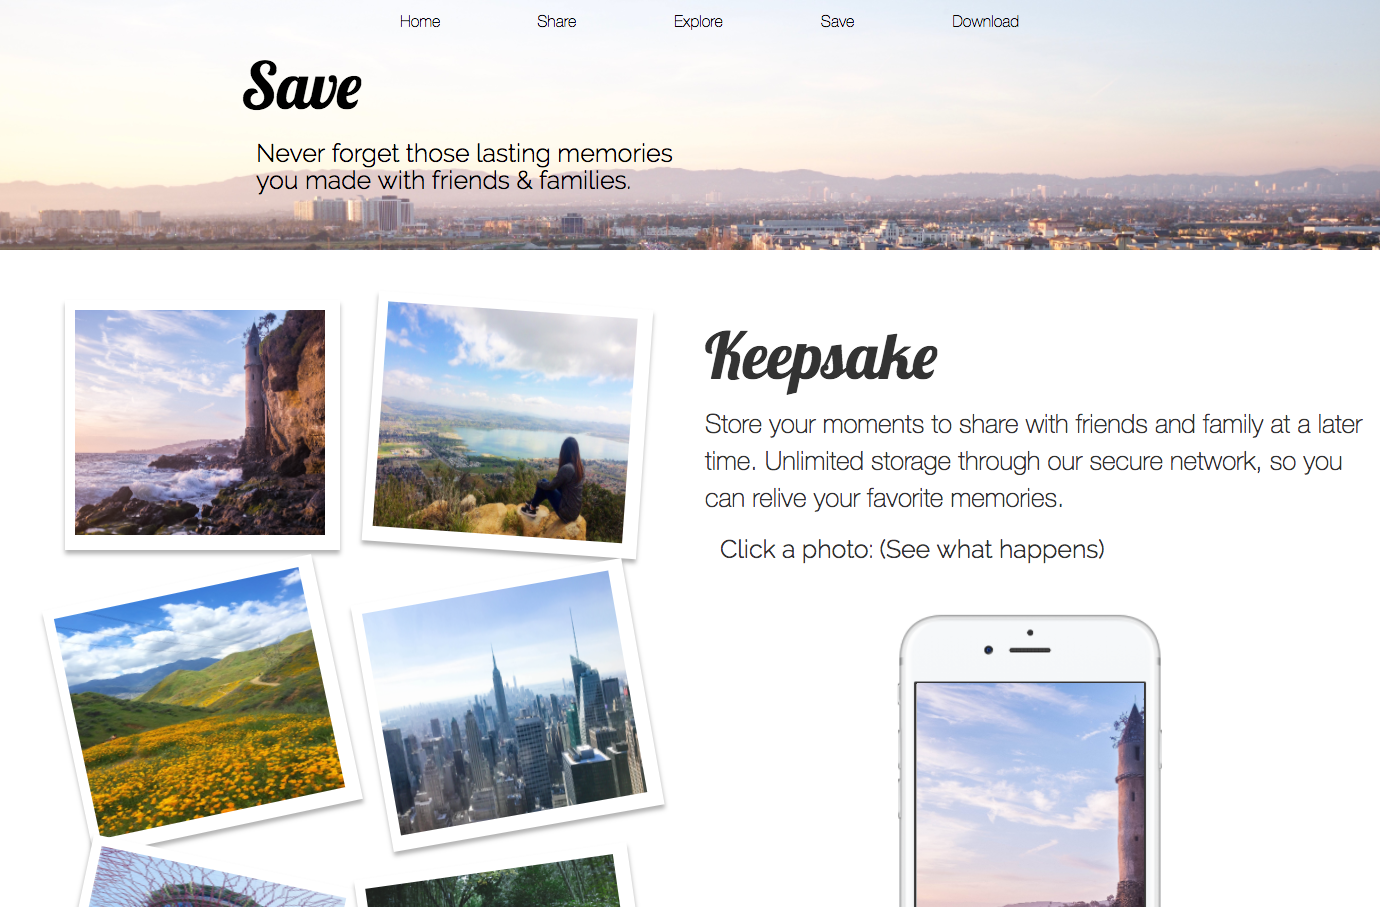 Home Share Explore Save Download
Save
Never forget those lasting memories
you made with friends & families.
Keepsake
Store your moments to share with friends and family at a later
time. Unlimited storage through our secure network, so you
can relive your favorite memories.
Click a photo: (See what happens)